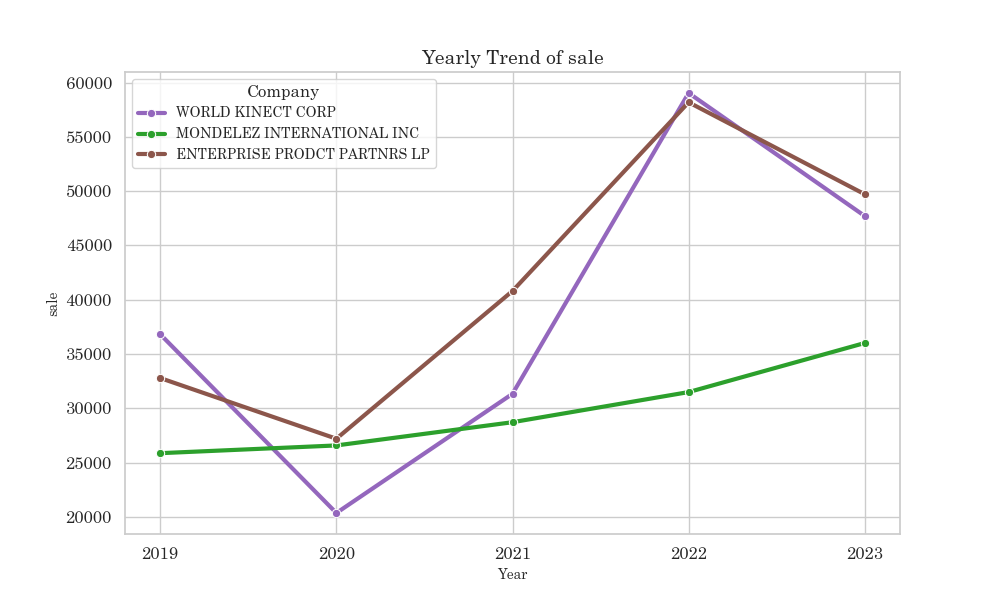 Yearly Trend of sale
Company
WORLD KINECT CORP
MONDELEZ INTERNATIONAL INC
ENTERPRISE PRODCT PARTNRS LP
60000
55000
50000
45000
40000
35000
30000
25000
20000
sale
2019 2020 2021 2022 2023
Year